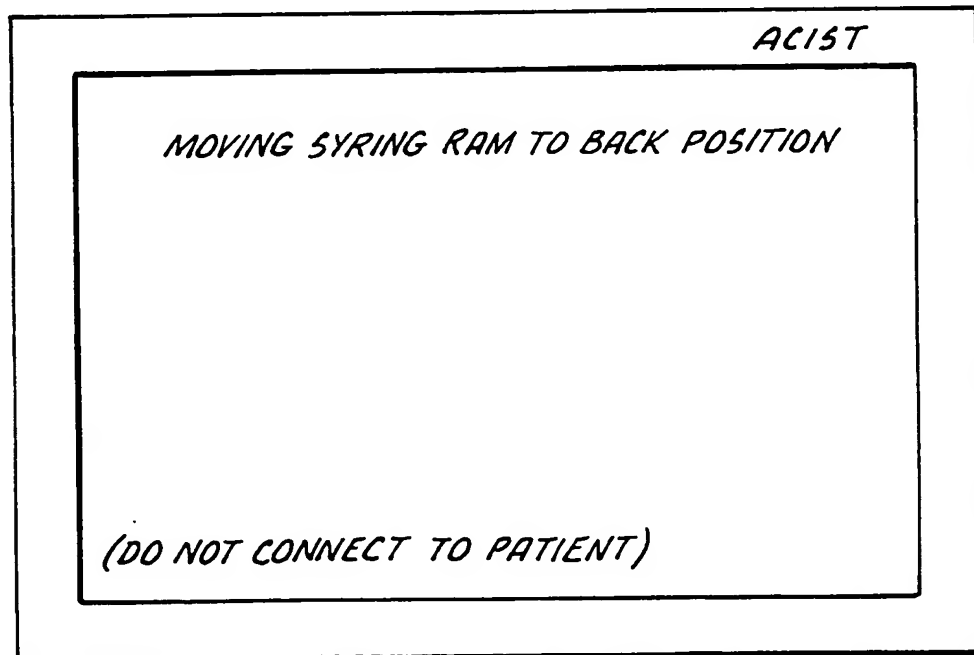 ACIST
MOVING SYRING RAM TO BACK POSITION
(DO NOT CONNECT TO PATIENT)